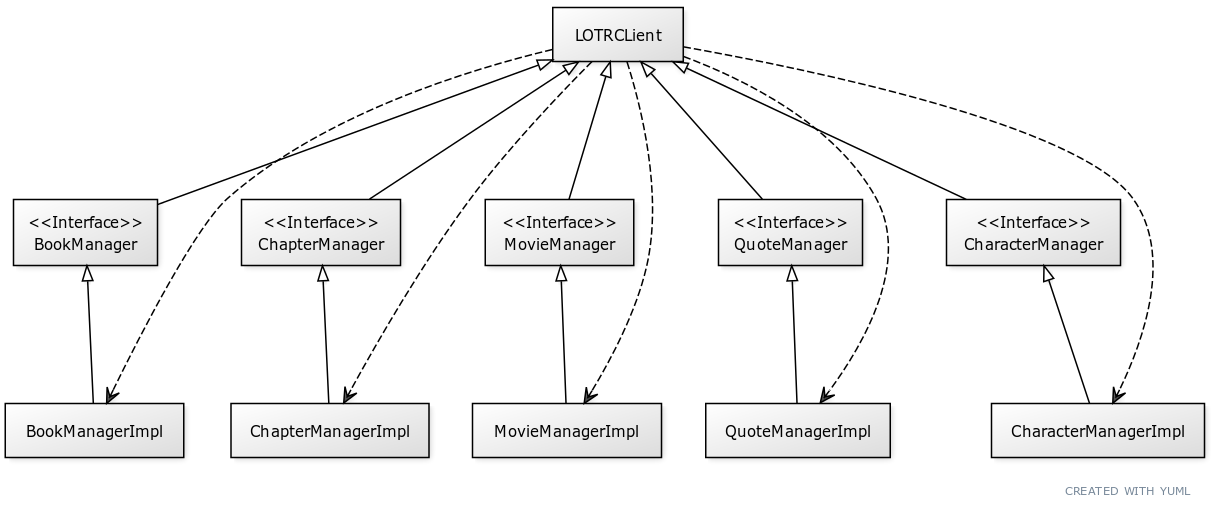 LOTRCLient
<<Interface>>
BookManager
<<Interface>>
ChapterManager
<<Interface>>
MovieManager
<<Interface>>
QuoteManager
<<Interface>>
CharacterManager
BookManagerImpl
ChapterManagerImpl
MovieManagerImpl
QuoteManagerImpl
CharacterManagerImpl
CREATED WITH YUML